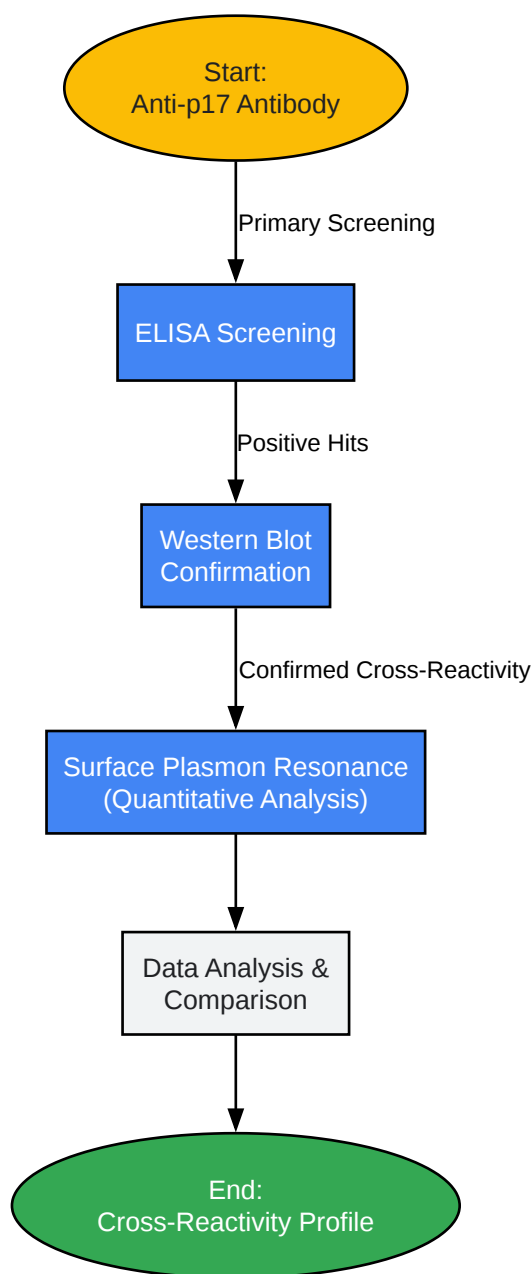 Start:
Anti-p17 Antibody
Primary Screening
ELISA Screening
Positive Hits
Western Blot
Confirmation
Confirmed Cross-Reactivity
Surface Plasmon Resonance
(Quantitative Analysis)
Data Analysis &
Comparison
End:
Cross-Reactivity Profile